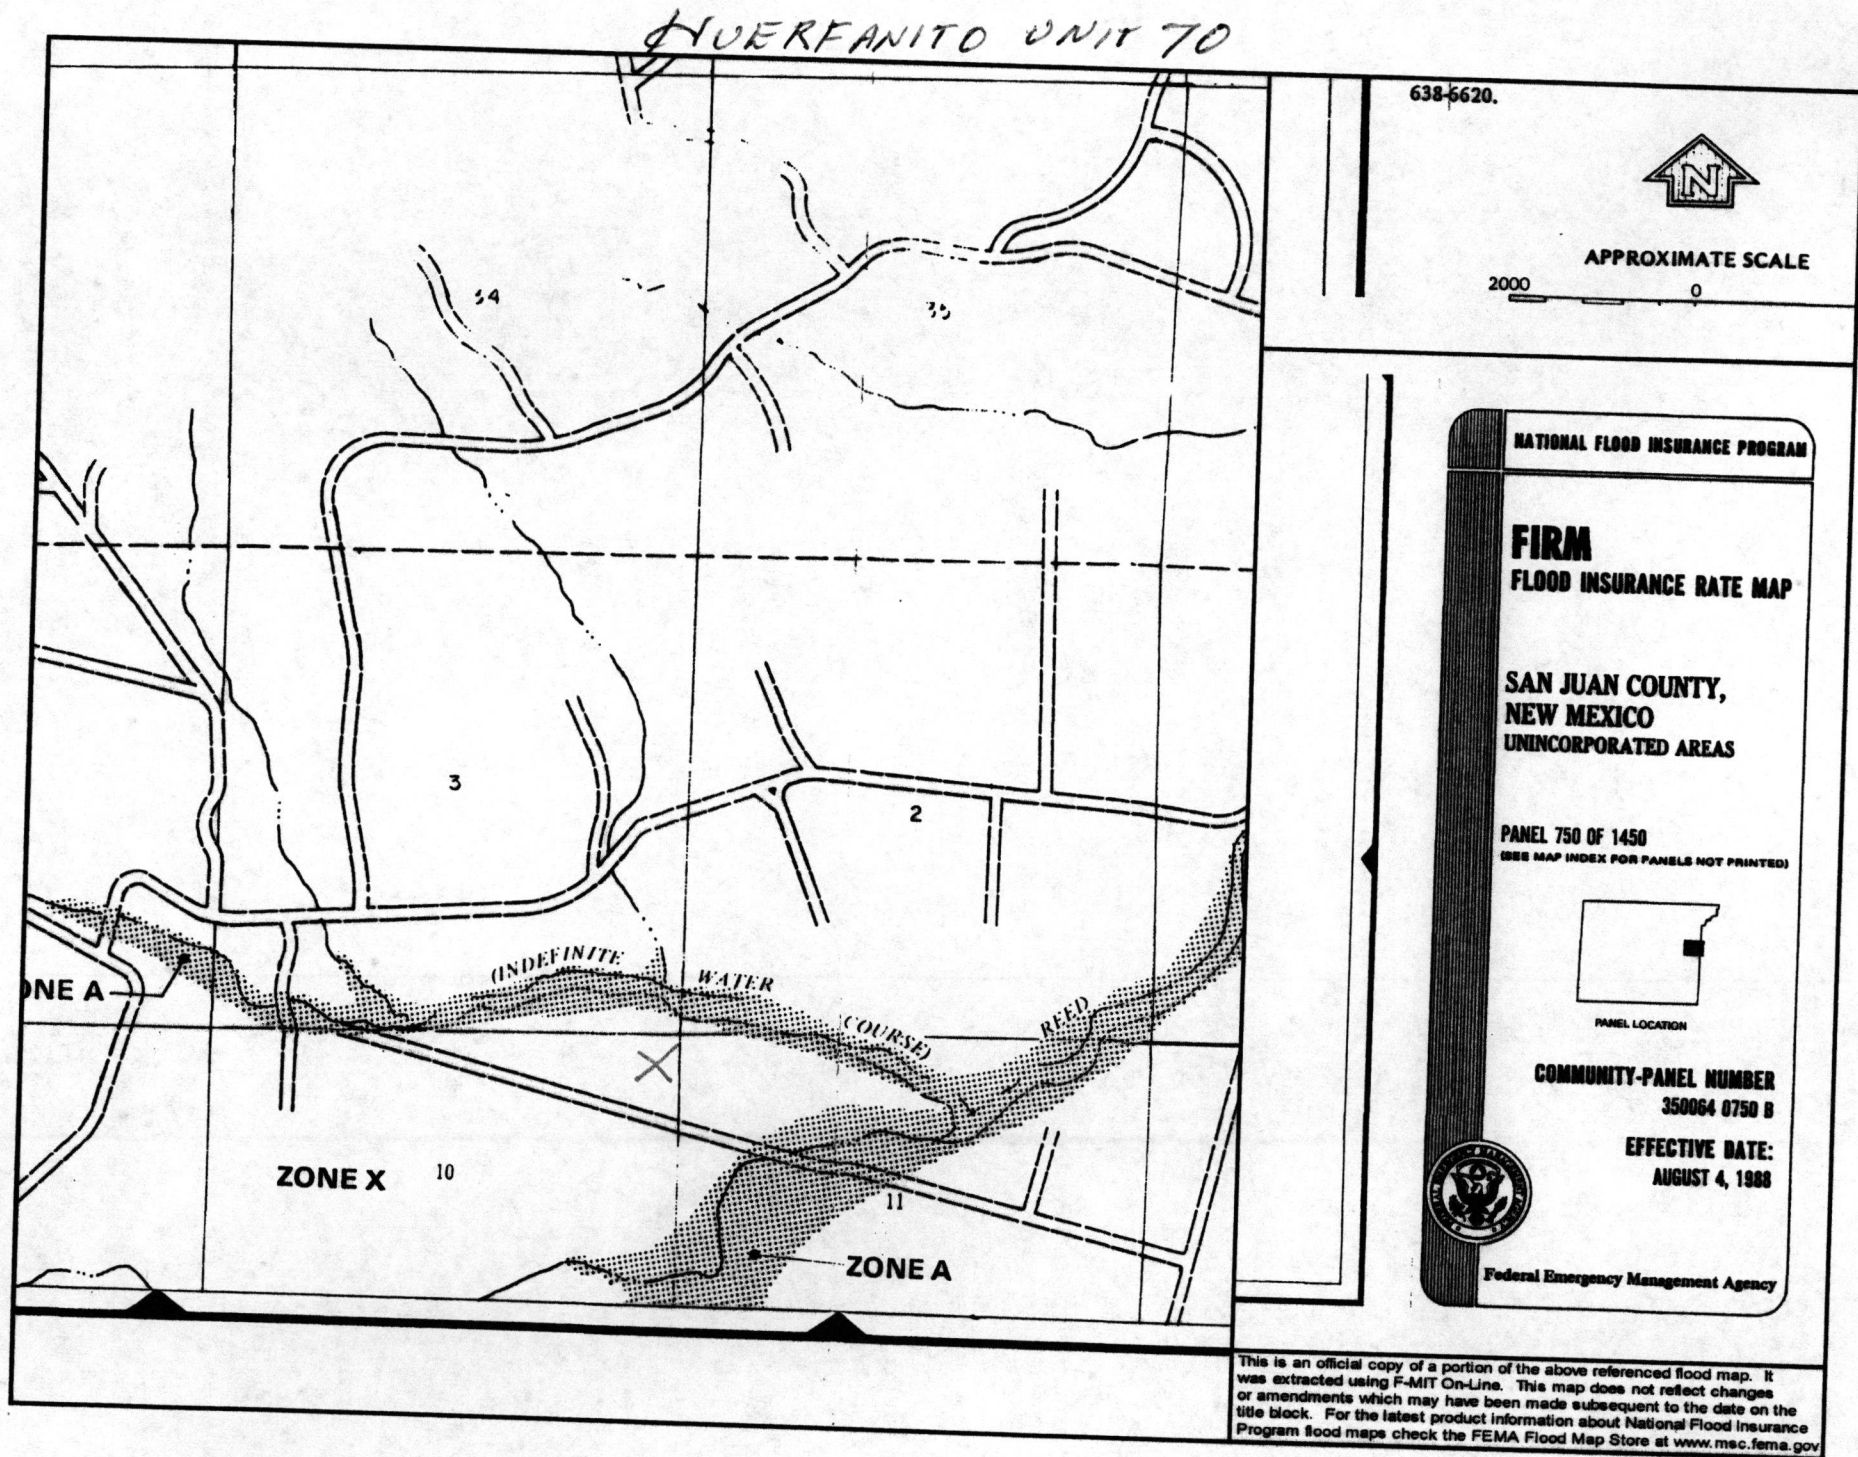 HUERFANITO UNIT 70
638-6620.
N
APPROXIMATE SCALE
2000 0
34
35
3
2
(INDEFINITE WATER COURSE)
REED
ONE A
ZONE X
10
11
ZONE A
NATIONAL FLOOD INSURANCE PROGRAM
FIRM
FLOOD INSURANCE RATE MAP
SAN JUAN COUNTY,
NEW MEXICO
UNINCORPORATED AREAS
PANEL 750 OF 1450
(SEE MAP INDEX FOR PANELS NOT PRINTED)
PANEL LOCATION
COMMUNITY-PANEL NUMBER
350064 0750 B
EFFECTIVE DATE:
AUGUST 4, 1988
Federal Emergency Management Agency
This is an official copy of a portion of the above referenced flood map. It
was extracted using F-MIT On-Line. This map does not reflect changes
or amendments which may have been made subsequent to the date on the
title block. For the latest product information about National Flood Insurance
Program flood maps check the FEMA Flood Map Store at www.msc.fema.gov